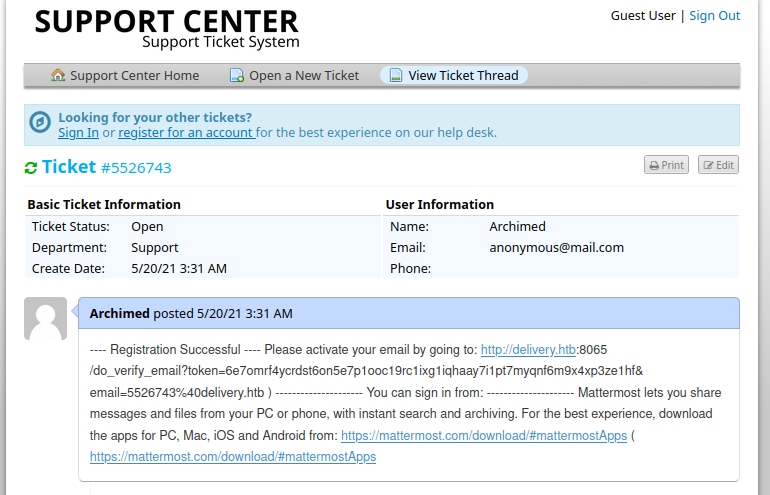 SUPPORT CENTER
Support Ticket System
Guest User | Sign Out
Support Center Home Open a New Ticket View Ticket Thread
Looking for your other tickets?
Sign In or register for an account for the best experience on our help desk.
Ticket #5526743
Print Edit
Basic Ticket Information User Information
Ticket Status: Open Name: Archimed
Department: Support Email: anonymous@mail.com
Create Date: 5/20/21 3:31 AM Phone:
Archimed posted 5/20/21 3:31 AM
---- Registration Successful ---- Please activate your email by going to: http://delivery.htb:8065
/do_verify_email?token=6e7omrf4ycrdst6on5e7p1ooc19rc1ixg1iqhaay7i1pt7myqnf6m9x4xp3ze1hf&
email=5526743%40delivery.htb ) --------------------- You can sign in from: --------------------- Mattermost lets you share
messages and files from your PC or phone, with instant search and archiving. For the best experience, download
the apps for PC, Mac, iOS and Android from: https://mattermost.com/download/#mattermostApps (
https://mattermost.com/download/#mattermostApps